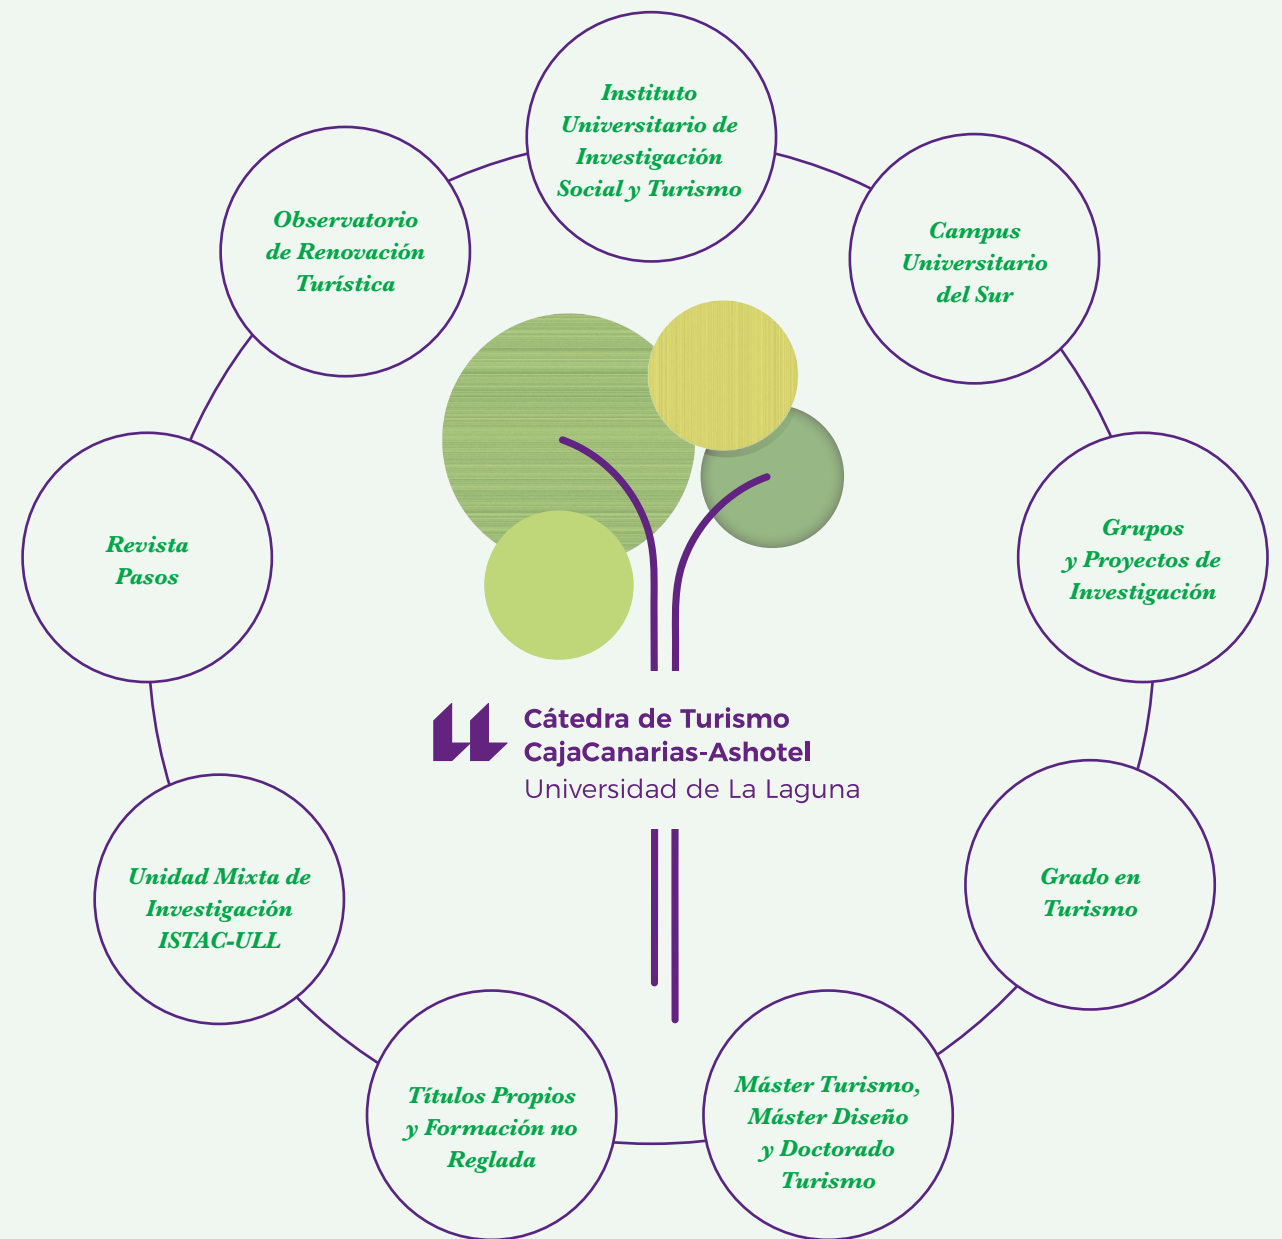 Instituto
Universitario de
Investigación
Social y Turismo
Observatorio
de Renovación
Turística
Campus
Universitario
del Sur
Revista
Pasos
Grupos
y Proyectos de
Investigación
Cátedra de Turismo
CajaCanarias-Ashotel
Universidad de La Laguna
Unidad Mixta de
Investigación
ISTAC-ULL
Grado en
Turismo
Títulos Propios
y Formación no
Reglada
Máster Turismo,
Máster Diseño
y Doctorado
Turismo